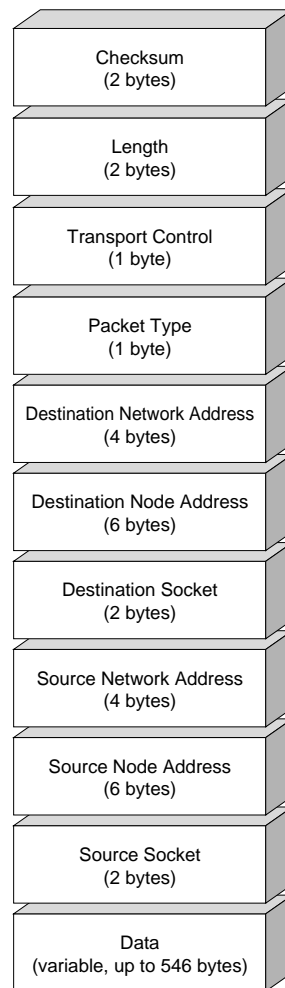 Checksum
(2 bytes)
Length
(2 bytes)
Transport Control
(1 byte)
Packet Type
(1 byte)
Destination Network Address
(4 bytes)
Destination Node Address
(6 bytes)
Destination Socket
(2 bytes)
Source Network Address
(4 bytes)
Source Node Address
(6 bytes)
Source Socket
(2 bytes)
Data
(variable, up to 546 bytes)